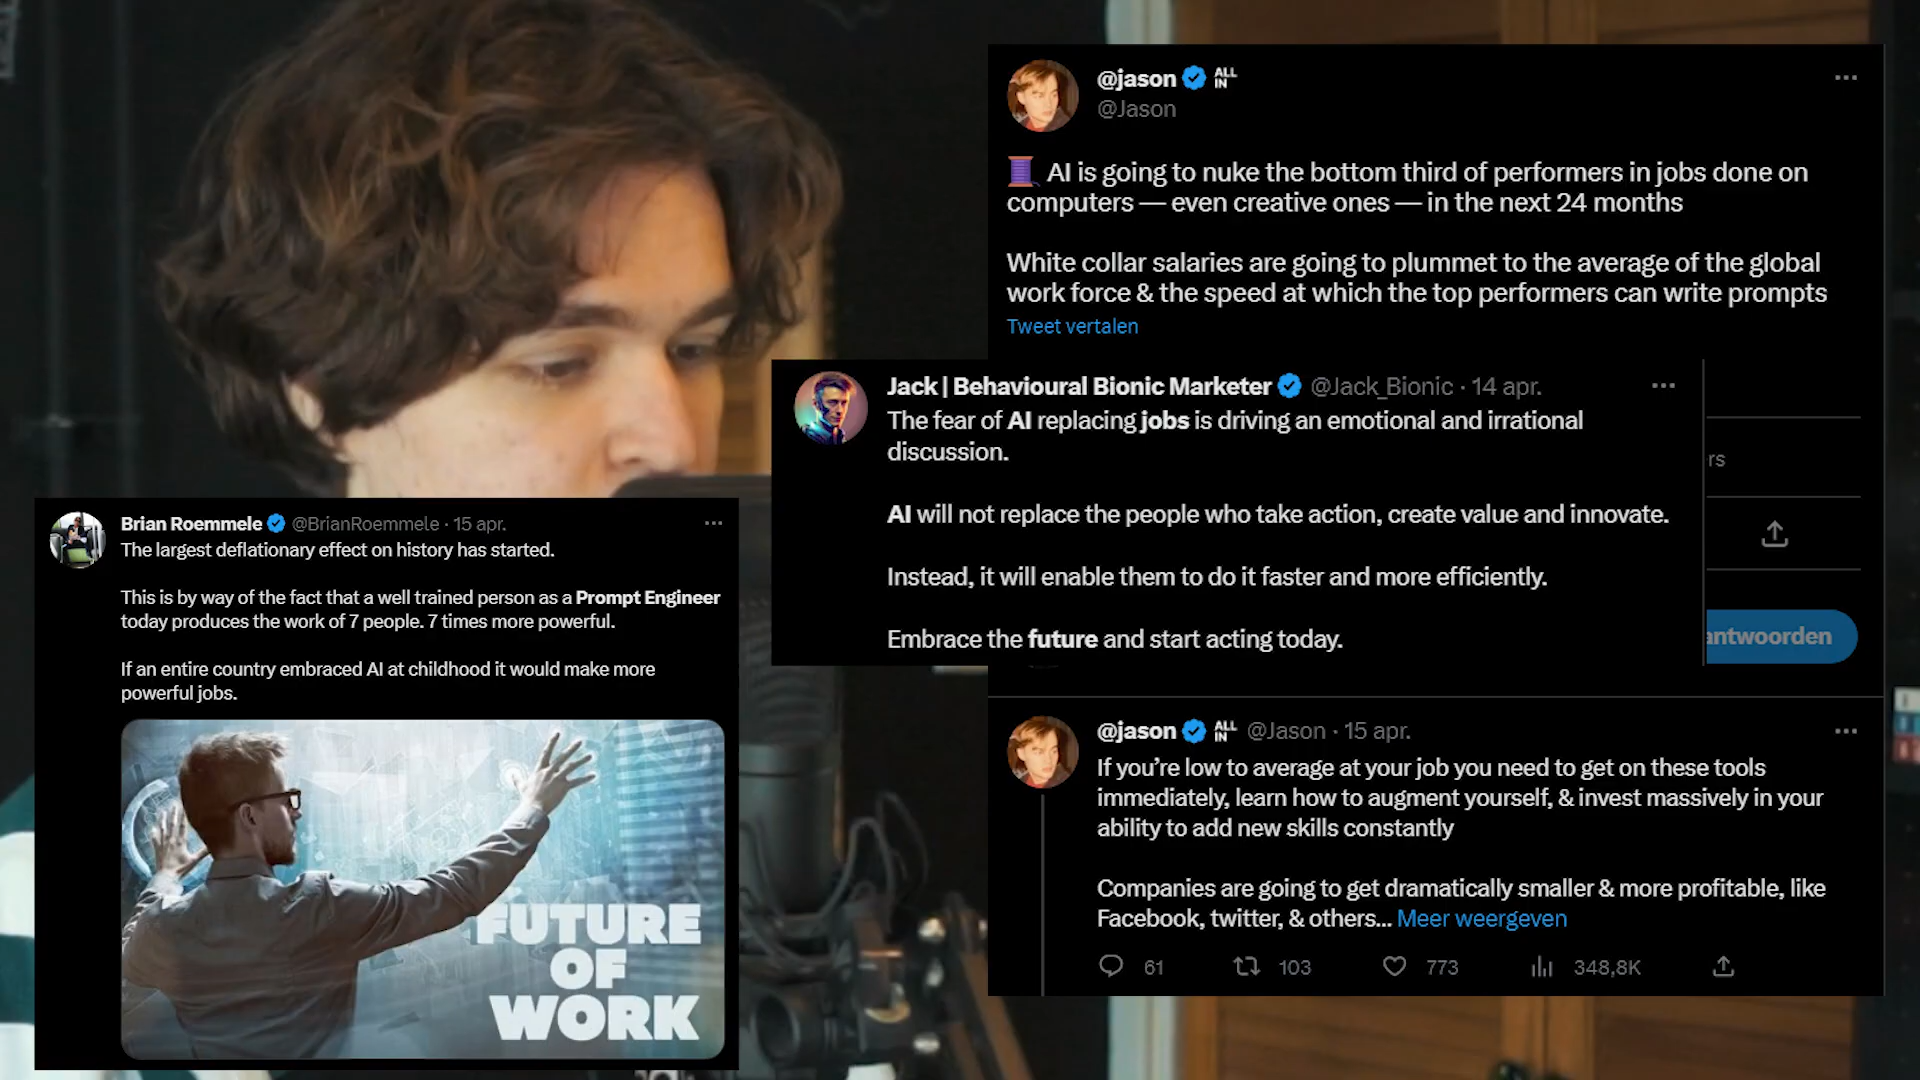 @jason ALL IN
@Jason
AI is going to nuke the bottom third of performers in jobs done on
computers — even creative ones — in the next 24 months
White collar salaries are going to plummet to the average of the global
work force & the speed at which the top performers can write prompts
Tweet vertalen
Jack | Behavioural Bionic Marketer @Jack_Bionic · 14 apr.
The fear of AI replacing jobs is driving an emotional and irrational
discussion.
AI will not replace the people who take action, create value and innovate.
Instead, it will enable them to do it faster and more efficiently.
Embrace the future and start acting today.
rs
antwoorden
Brian Roemmele @BrianRoemmele · 15 apr.
The largest deflationary effect on history has started.
This is by way of the fact that a well trained person as a Prompt Engineer
today produces the work of 7 people. 7 times more powerful.
If an entire country embraced AI at childhood it would make more
powerful jobs.
FUTURE
OF
WORK
@jason ALL IN @Jason · 15 apr.
If you’re low to average at your job you need to get on these tools
immediately, learn how to augment yourself, & invest massively in your
ability to add new skills constantly
Companies are going to get dramatically smaller & more profitable, like
Facebook, twitter, & others... Meer weergeven
61 103 773 348,8K